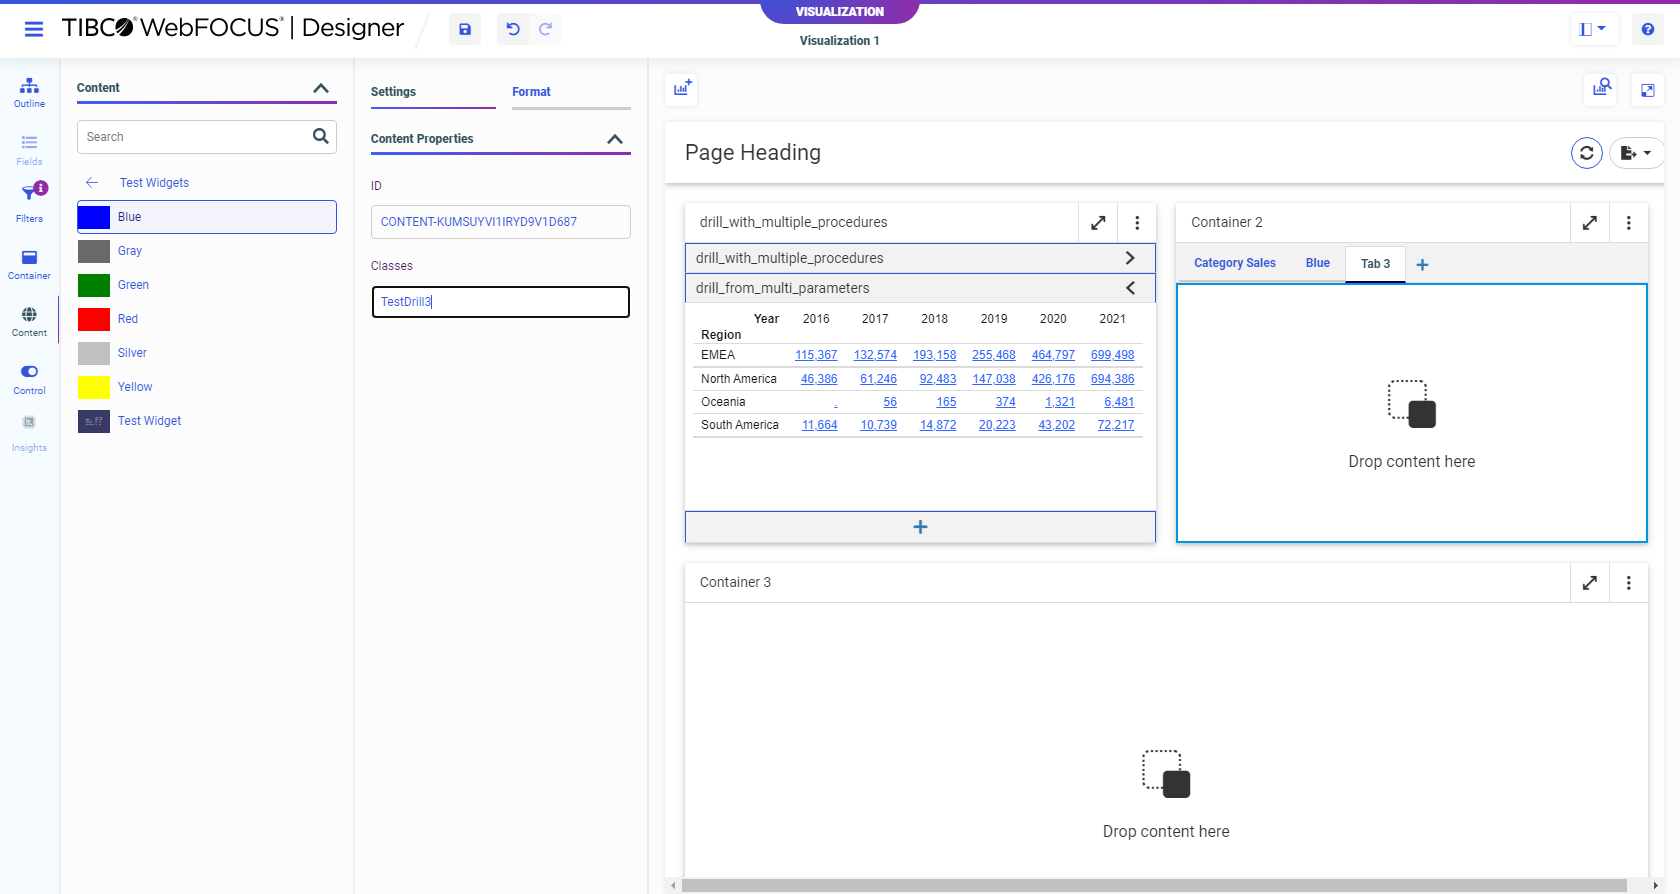 TIBCO® WebFOCUS® | Designer
VISUALIZATION
Visualization 1
Outline
Fields
Filters
Container
Content
Control
Insights
Content
Search
Test Widgets
Blue
Gray
Green
Red
Silver
Yellow
Test Widget
Settings
Format
Content Properties
ID
CONTENT-KUMSUYVI1IRYD9V1D687
Classes
TestDrill3
Page Heading
drill_with_multiple_procedures
drill_with_multiple_procedures
drill_from_multi_parameters
Year 2016 2017 2018 2019 2020 2021
Region
EMEA 115,367 132,574 193,158 255,468 464,797 699,498
North America 46,386 61,246 92,483 147,038 426,176 694,386
Oceania . 56 165 374 1,321 6,481
South America 11,664 10,739 14,872 20,223 43,202 72,217
Container 2
Category Sales Blue Tab 3
Drop content here
Container 3
Drop content here